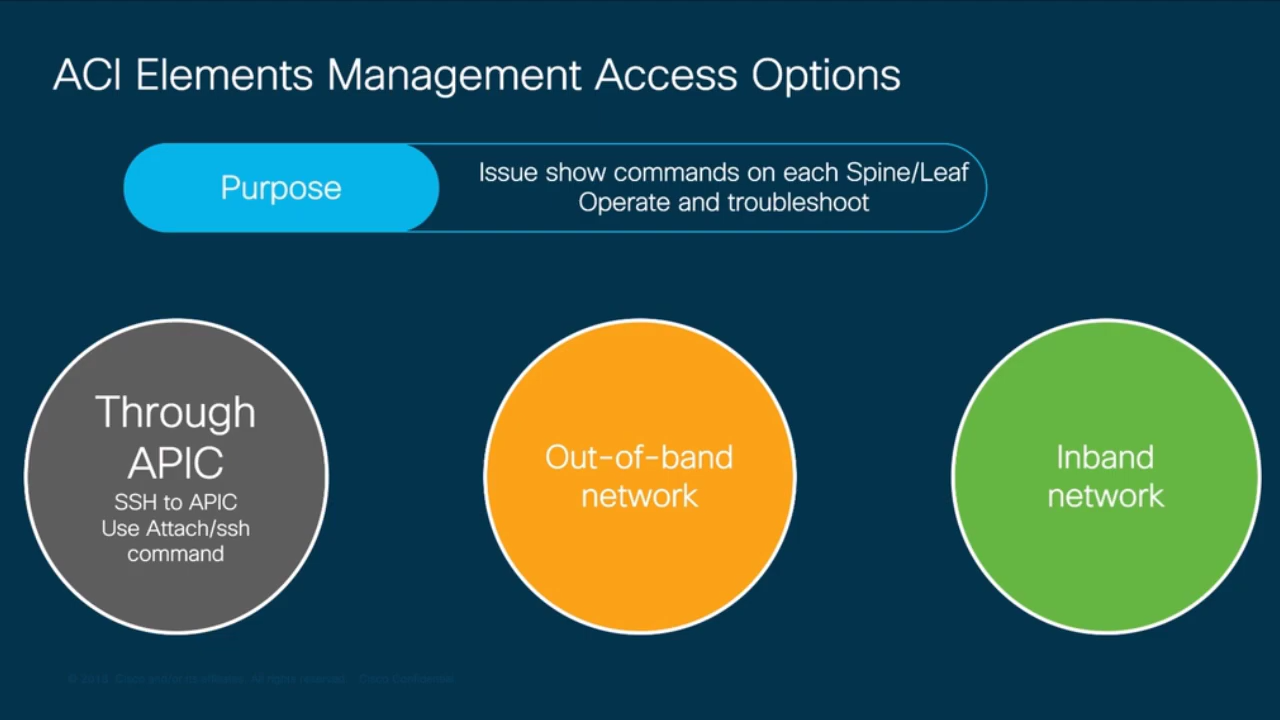 ACI Elements Management Access Options
Purpose
Issue show commands on each Spine/Leaf
Operate and troubleshoot
Through
APIC
SSH to APIC
Use Attach/ssh
command
Out-of-band
network
Inband
network